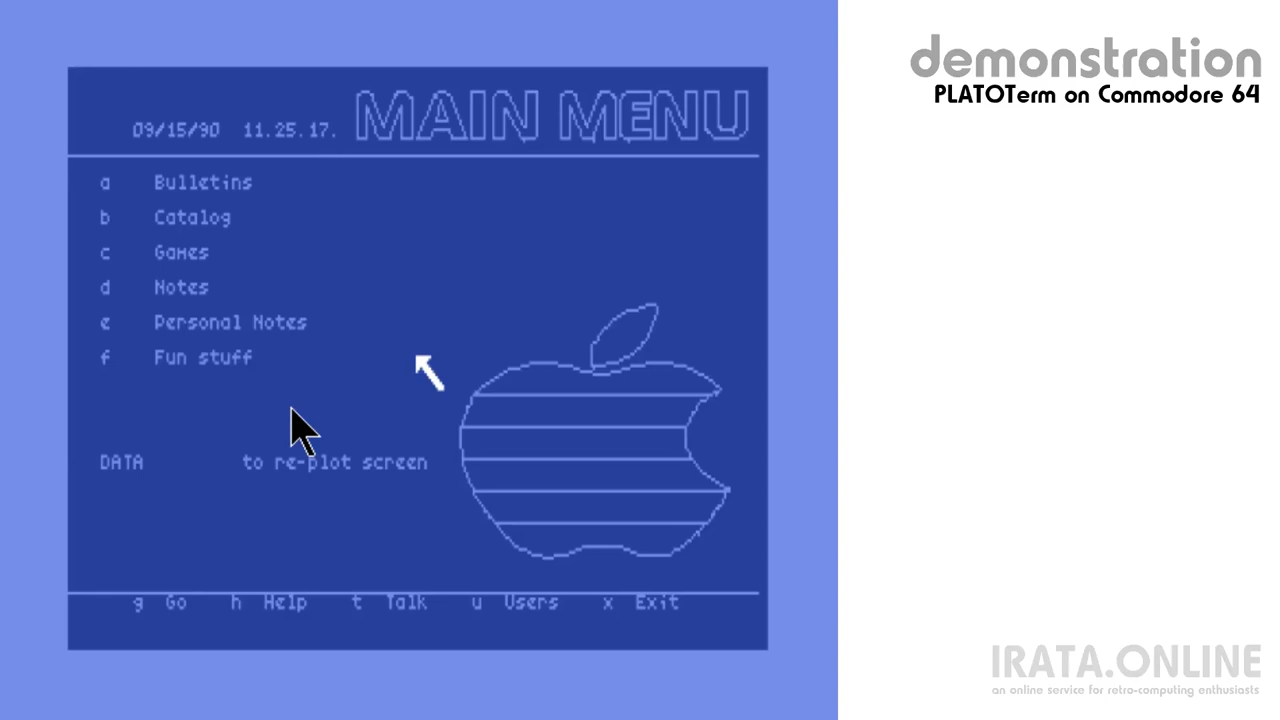 demonstration
PLATOTerm on Commodore 64
09/15/90 11.25.17. MAIN MENU
a Bulletins
b Catalog
c Games
d Notes
e Personal Notes
f Fun stuff
DATA to re-plot screen
g Go h Help t Talk u Users x Exit
IRATA.ONLINE
an online service for retro-computing enthusiasts